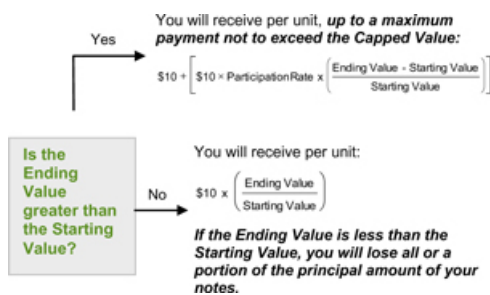 You will receive per unit, up to a maximum
payment not to exceed the Capped Value:
Yes
$10 + [ $10 × Participation Rate x ( Ending Value - Starting Value / Starting Value ) ]
Is the
Ending
Value
greater than
the Starting
Value?
No
You will receive per unit:
$10 x ( Ending Value / Starting Value )
If the Ending Value is less than the
Starting Value, you will lose all or a
portion of the principal amount of your
notes.